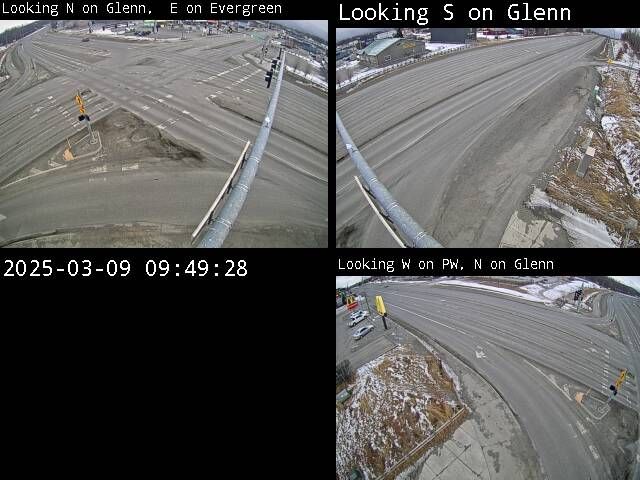 Looking N on Glenn,  E on Evergreen
Looking S on Glenn
2025-03-09 09:49:28
Looking W on PW, N on Glenn